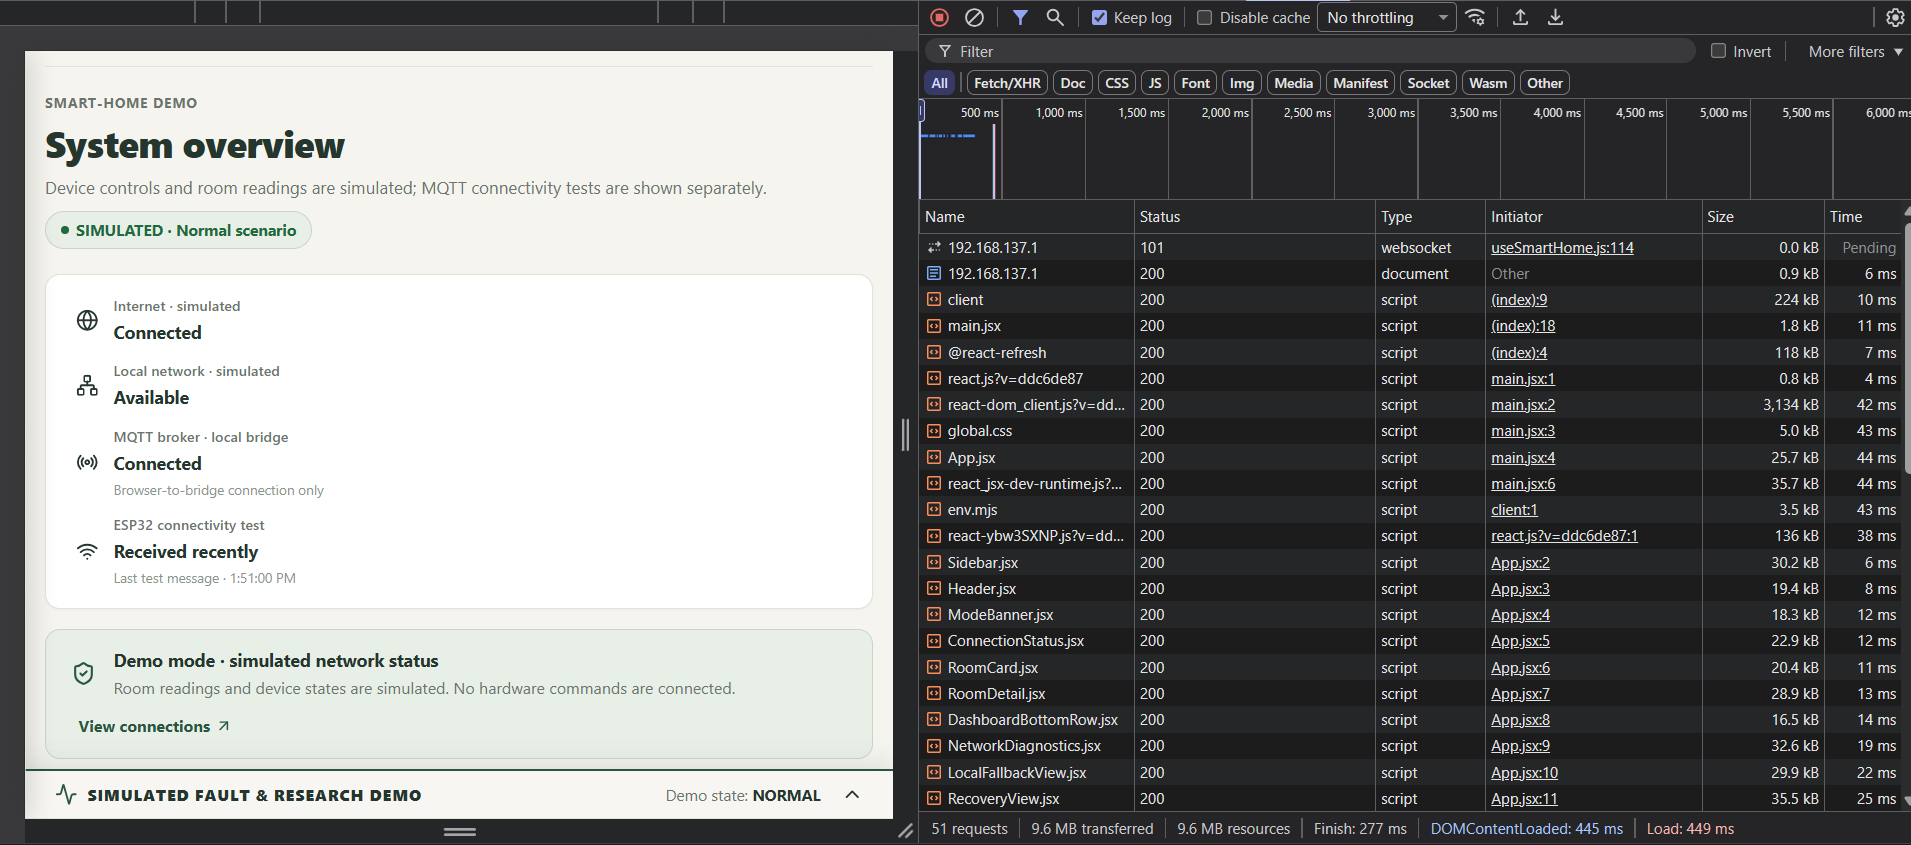 SMART-HOME DEMO
System overview
Device controls and room readings are simulated; MQTT connectivity tests are shown separately.
SIMULATED · Normal scenario
Internet · simulated
Connected
Local network · simulated
Available
MQTT broker · local bridge
Connected
Browser-to-bridge connection only
ESP32 connectivity test
Received recently
Last test message · 1:51:00 PM
Demo mode · simulated network status
Room readings and device states are simulated. No hardware commands are connected.
View connections
SIMULATED FAULT & RESEARCH DEMO Demo state: NORMAL
Keep log Disable cache No throttling
Filter Invert More filters
All Fetch/XHR Doc CSS JS Font Img Media Manifest Socket Wasm Other
500 ms 1,000 ms 1,500 ms 2,000 ms 2,500 ms 3,000 ms 3,500 ms 4,000 ms 4,500 ms 5,000 ms 5,500 ms 6,000 ms
Name Status Type Initiator Size Time
192.168.137.1 101 websocket useSmartHome.js:114 0.0 kB Pending
192.168.137.1 200 document Other 0.9 kB 6 ms
client 200 script (index):9 224 kB 10 ms
main.jsx 200 script (index):18 1.8 kB 11 ms
@react-refresh 200 script (index):4 118 kB 7 ms
react.js?v=ddc6de87 200 script main.jsx:1 0.8 kB 4 ms
react-dom_client.js?v=dd... 200 script main.jsx:2 3,134 kB 42 ms
global.css 200 script main.jsx:3 5.0 kB 43 ms
App.jsx 200 script main.jsx:4 25.7 kB 44 ms
react_jsx-dev-runtime.js?... 200 script main.jsx:6 35.7 kB 44 ms
env.mjs 200 script client:1 3.5 kB 43 ms
react-ybw3SXNP.js?v=dd... 200 script react.js?v=ddc6de87:1 136 kB 38 ms
Sidebar.jsx 200 script App.jsx:2 30.2 kB 6 ms
Header.jsx 200 script App.jsx:3 19.4 kB 8 ms
ModeBanner.jsx 200 script App.jsx:4 18.3 kB 12 ms
ConnectionStatus.jsx 200 script App.jsx:5 22.9 kB 12 ms
RoomCard.jsx 200 script App.jsx:6 20.4 kB 11 ms
RoomDetail.jsx 200 script App.jsx:7 28.9 kB 13 ms
DashboardBottomRow.jsx 200 script App.jsx:8 16.5 kB 14 ms
NetworkDiagnostics.jsx 200 script App.jsx:9 32.6 kB 19 ms
LocalFallbackView.jsx 200 script App.jsx:10 29.9 kB 22 ms
RecoveryView.jsx 200 script App.jsx:11 35.5 kB 25 ms
51 requests 9.6 MB transferred 9.6 MB resources Finish: 277 ms DOMContentLoaded: 445 ms Load: 449 ms